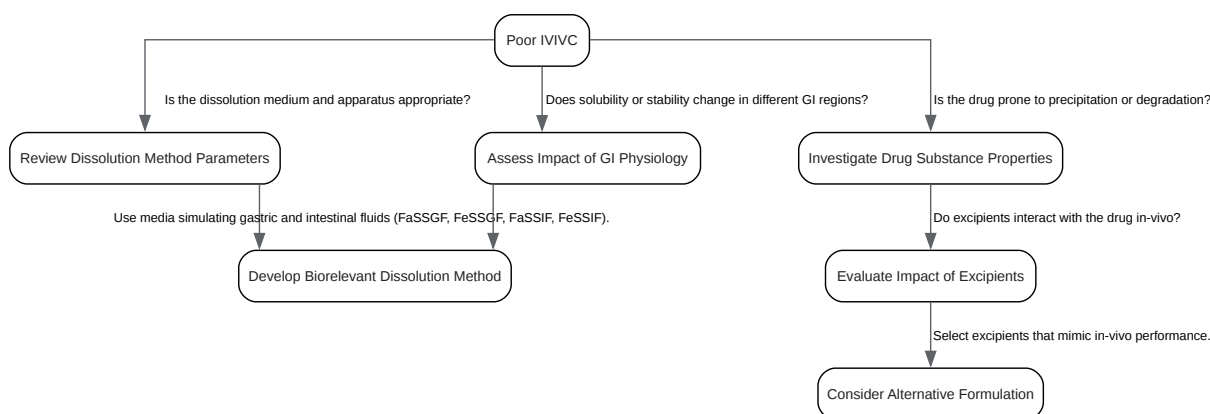 Poor IVIVC
Is the dissolution medium and apparatus appropriate?
Does solubility or stability change in different GI regions?
Is the drug prone to precipitation or degradation?
Review Dissolution Method Parameters
Assess Impact of GI Physiology
Investigate Drug Substance Properties
Use media simulating gastric and intestinal fluids (FaSSGF, FeSSGF, FaSSIF, FeSSIF).
Do excipients interact with the drug in-vivo?
Develop Biorelevant Dissolution Method
Evaluate Impact of Excipients
Select excipients that mimic in-vivo performance.
Consider Alternative Formulation